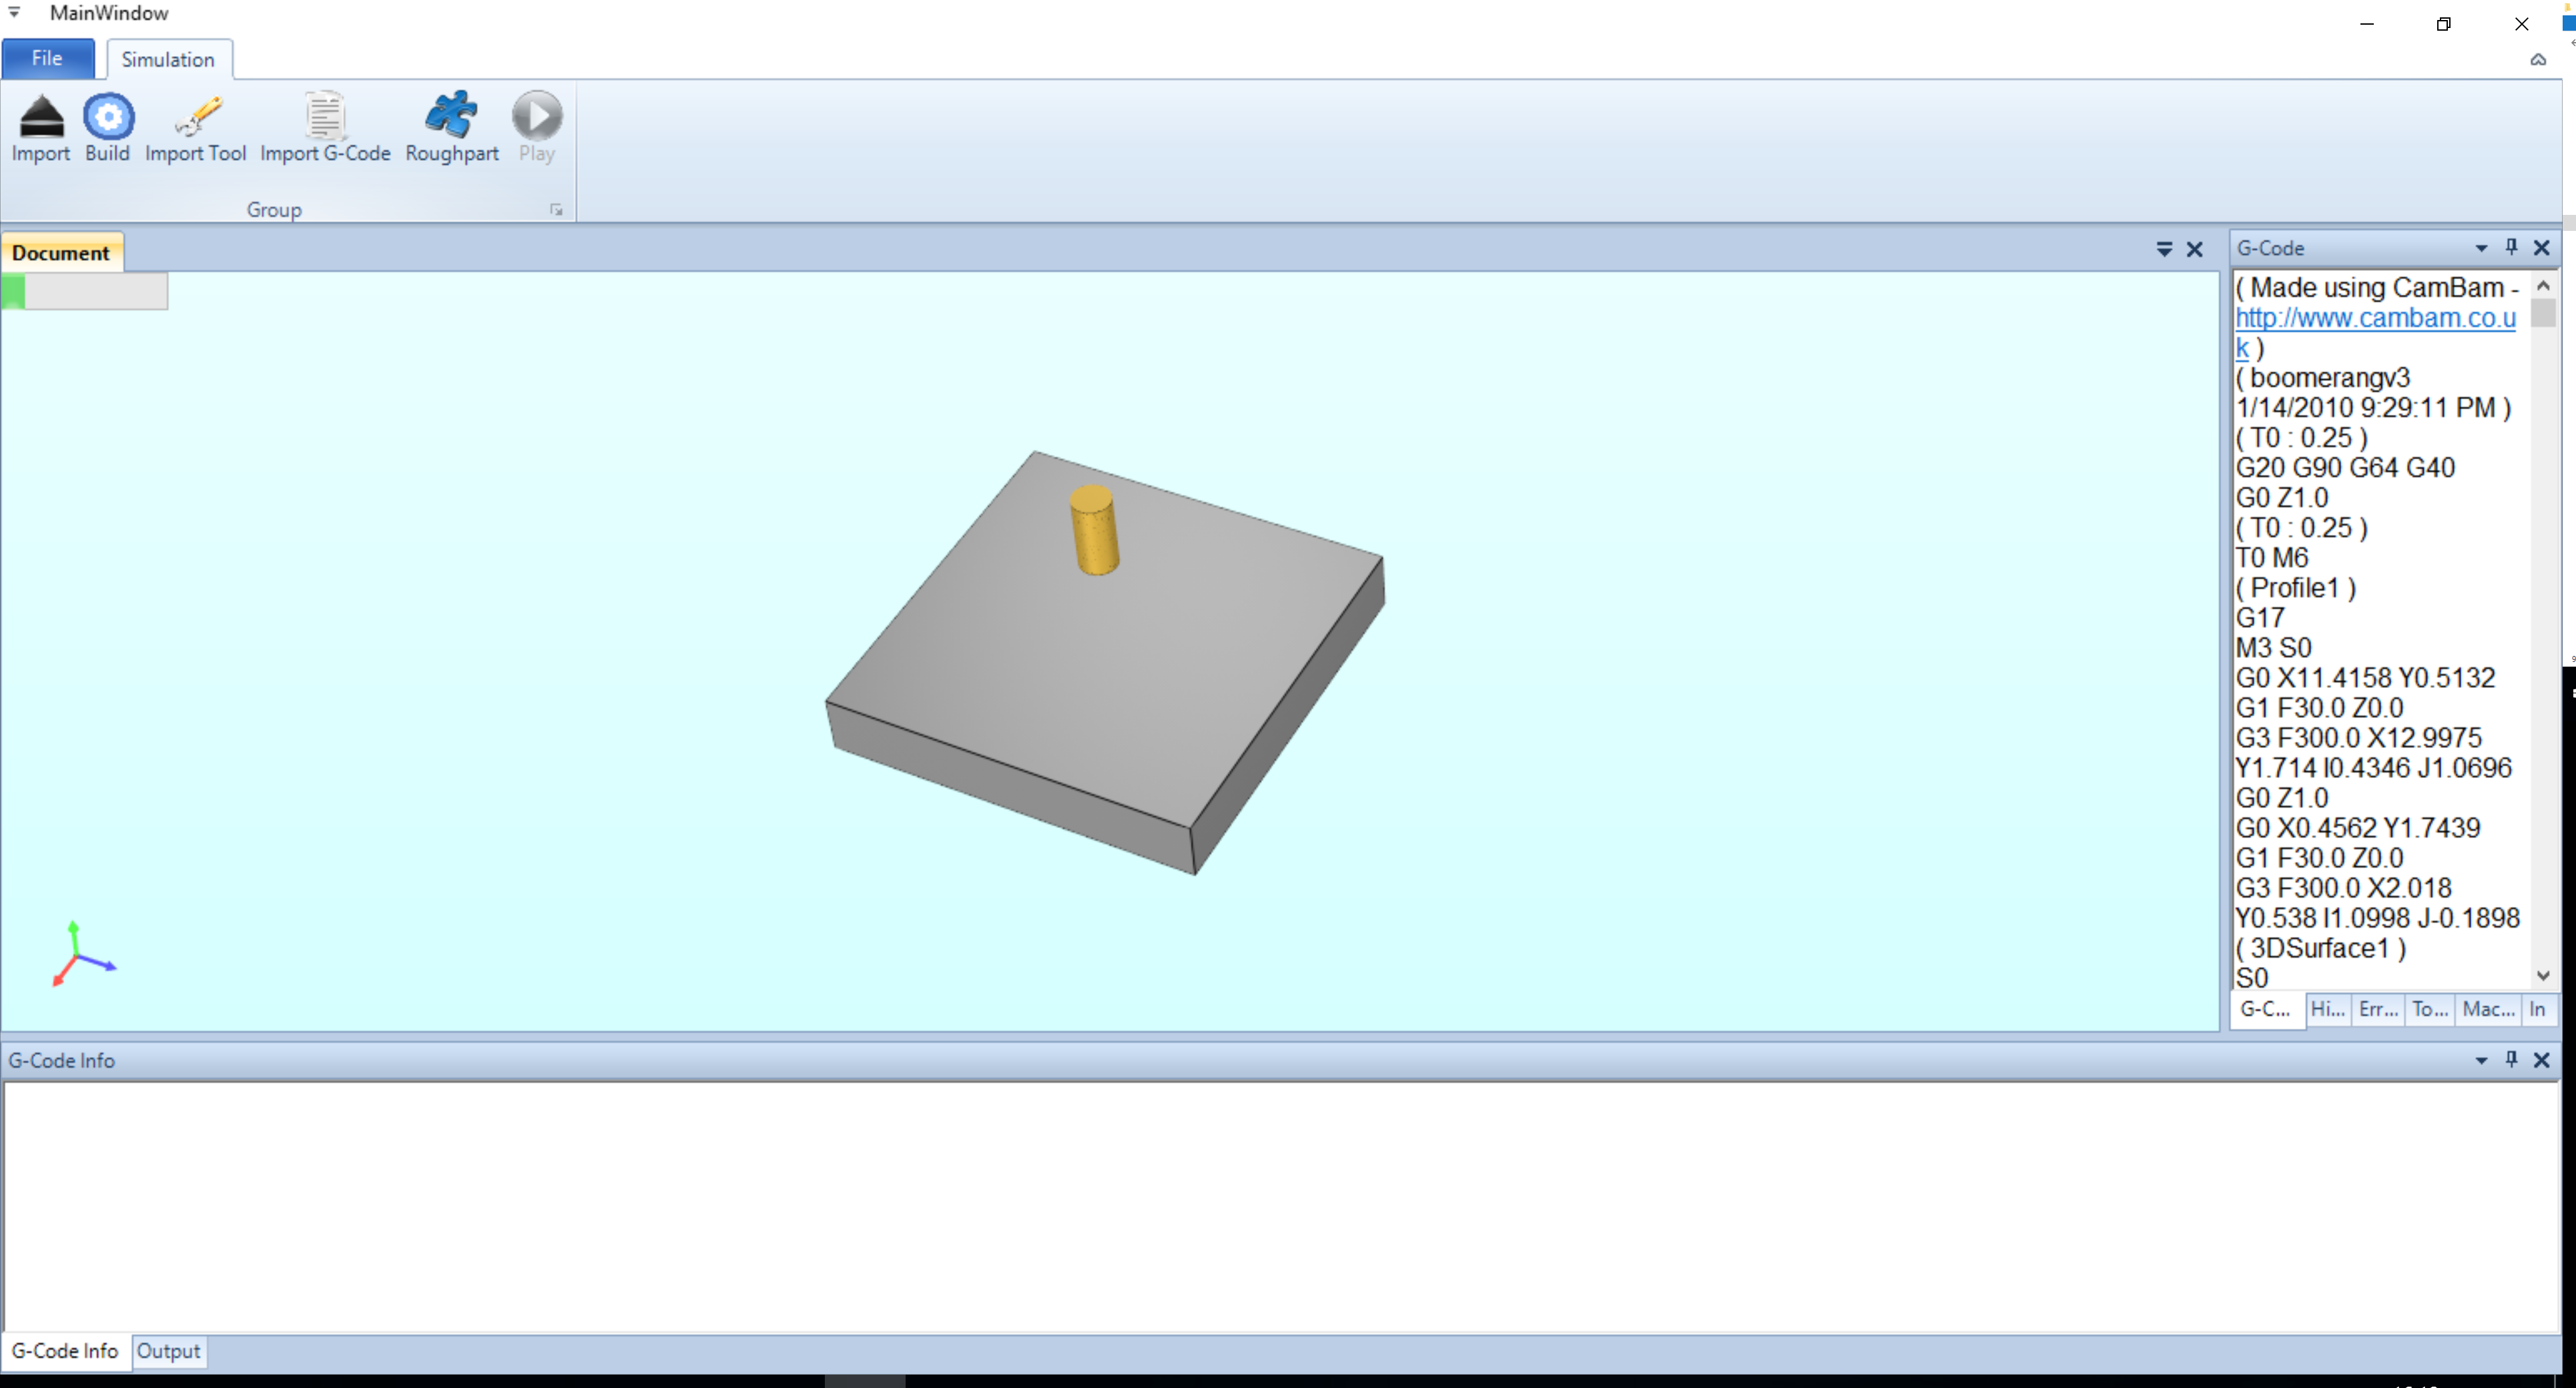 MainWindow
File
Simulation
Import
Build
Import Tool
Import G-Code
Roughpart
Play
Group
Document
G-Code
( Made using CamBam -
http://www.cambam.co.u
k )
( boomerangv3
1/14/2010 9:29:11 PM )
( T0 : 0.25 )
G20 G90 G64 G40
G0 Z1.0
( T0 : 0.25 )
T0 M6
( Profile1 )
G17
M3 S0
G0 X11.4158 Y0.5132
G1 F30.0 Z0.0
G3 F300.0 X12.9975
Y1.714 I0.4346 J1.0696
G0 Z1.0
G0 X0.4562 Y1.7439
G1 F30.0 Z0.0
G3 F300.0 X2.018
Y0.538 I1.0998 J-0.1898
( 3DSurface1 )
S0
G-C...
Hi...
Err...
To...
Mac...
In
G-Code Info
G-Code Info
Output